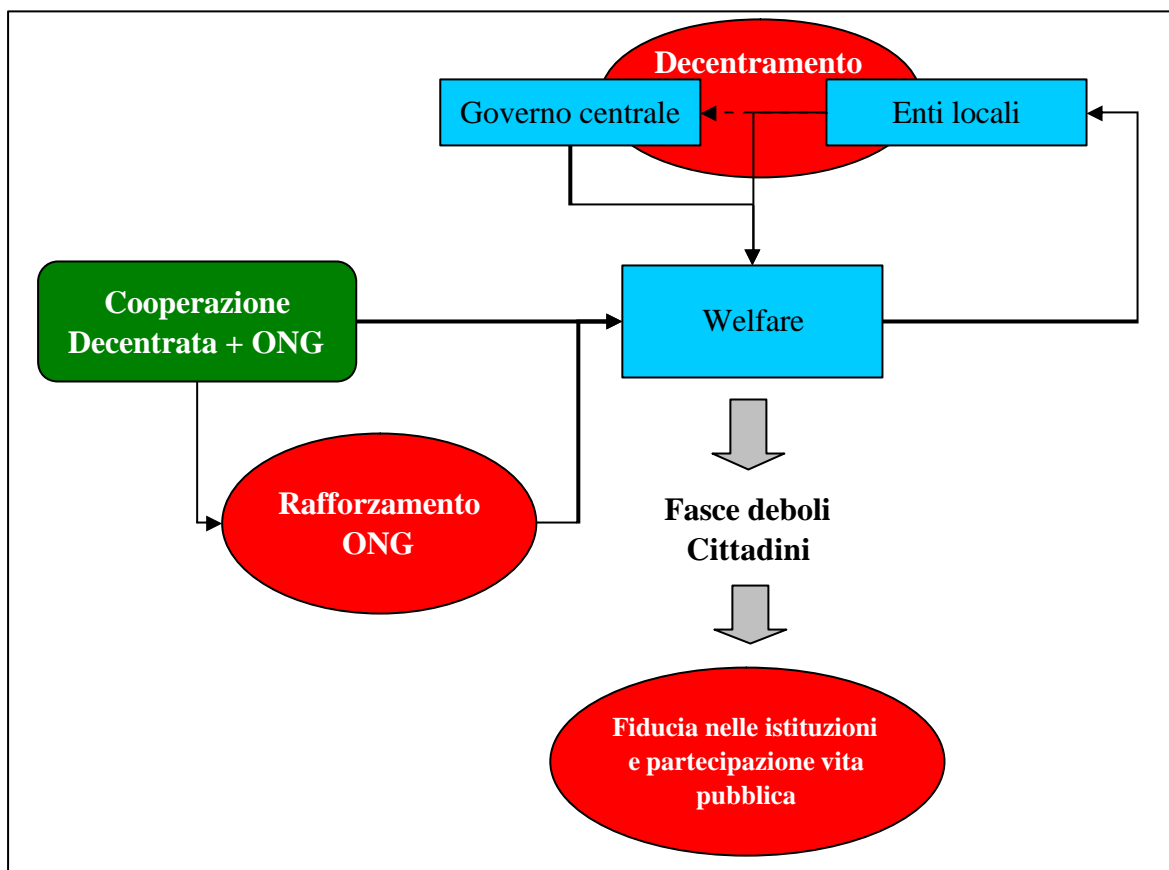 Decentramento
Governo centrale
Enti locali
Cooperazione
Decentrata + ONG
Welfare
Rafforzamento
ONG
Fasce deboli
Cittadini
Fiducia nelle istituzioni
e partecipazione vita
pubblica